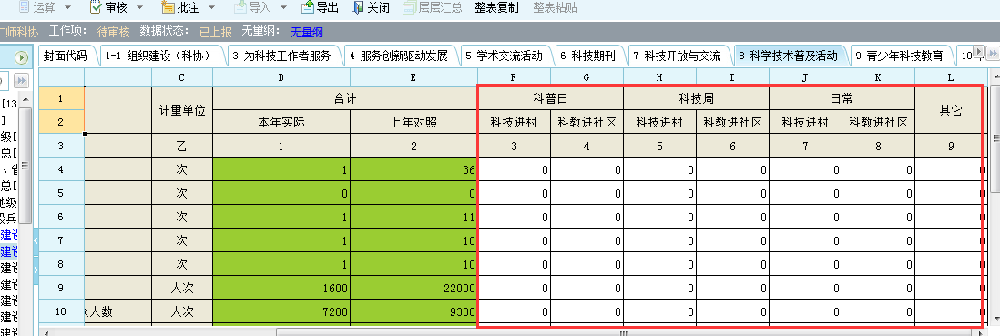 运算 审核 批注 导入 导出 关闭 层层汇总 整表复制 整表粘贴
二师科协 工作项: 待审核 数据状态: 已上报 无量纲: 无量纲
封面代码 1-1 组织建设（科协） 3 为科技工作者服务 4 服务创新驱动发展 5 学术交流活动 6 科技期刊 7 科技开放与交流 8 科学技术普及活动 9 青少年科技教育 10
C D E F G H I J K L
[13 1 计量单位 合计 科普日 科技周 日常 其它
] 2 本年实际 上年对照 科技进村 科教进社区 科技进村 科教进社区 科技进村 科教进社区
级[ 3 乙 1 2 3 4 5 6 7 8 9
总[ 4 次 1 36 0 0 0 0 0 0 0
、省
总[ 5 次 0 0 0 0 0 0 0 0 0
地级
设兵 6 次 1 11 0 0 0 0 0 0 0
建设 7 次 1 10 0 0 0 0 0 0 0
建设
建设 8 次 1 10 0 0 0 0 0 0 0
建设 9 人次 1600 22000 0 0 0 0 0 0 0
建设
建设 10 人数 人次 7200 9300 0 0 0 0 0 0 0
建设